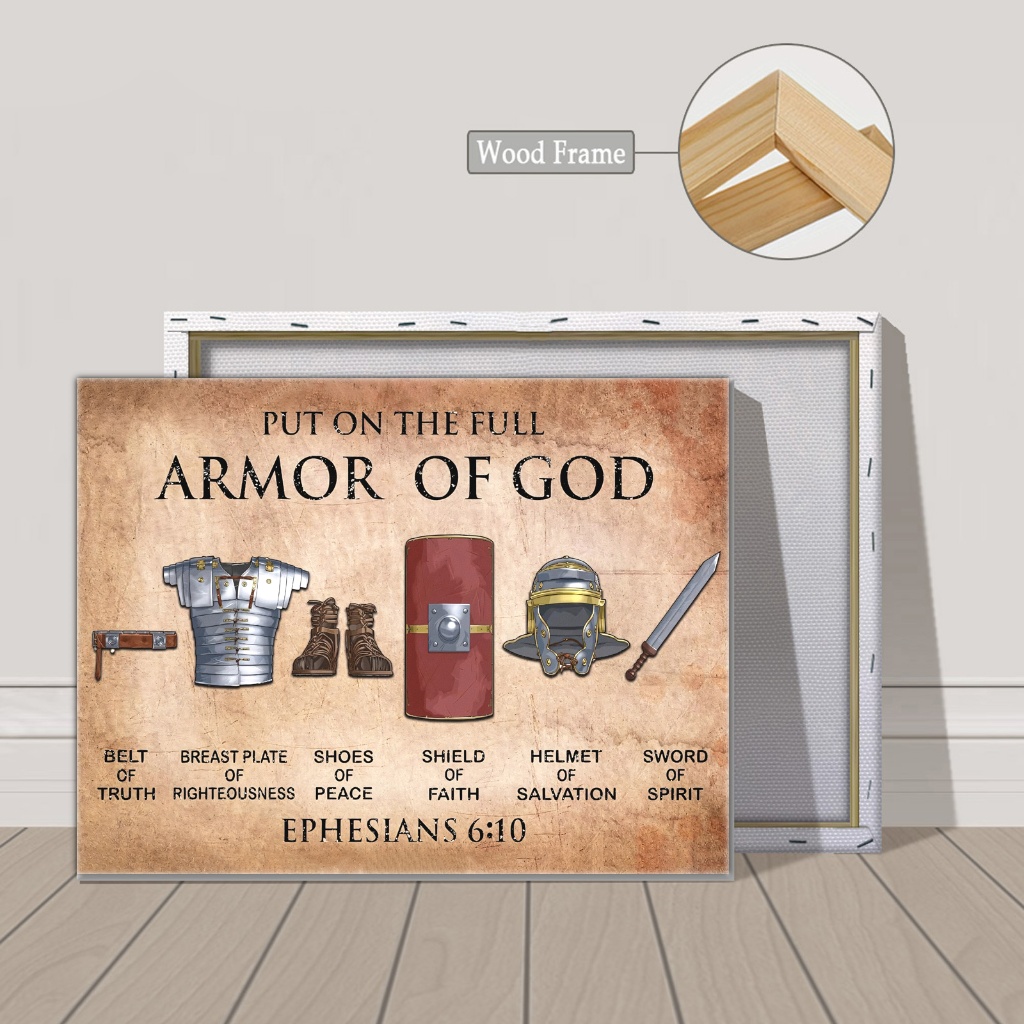 Wood Frame
PUT ON THE FULL
ARMOR OF GOD
BELT
OF
TRUTH
BREAST PLATE
OF
RIGHTEOUSNESS
SHOES
OF
PEACE
SHIELD
OF
FAITH
HELMET
OF
SALVATION
SWORD
OF
SPIRIT
EPHESIANS 6:10